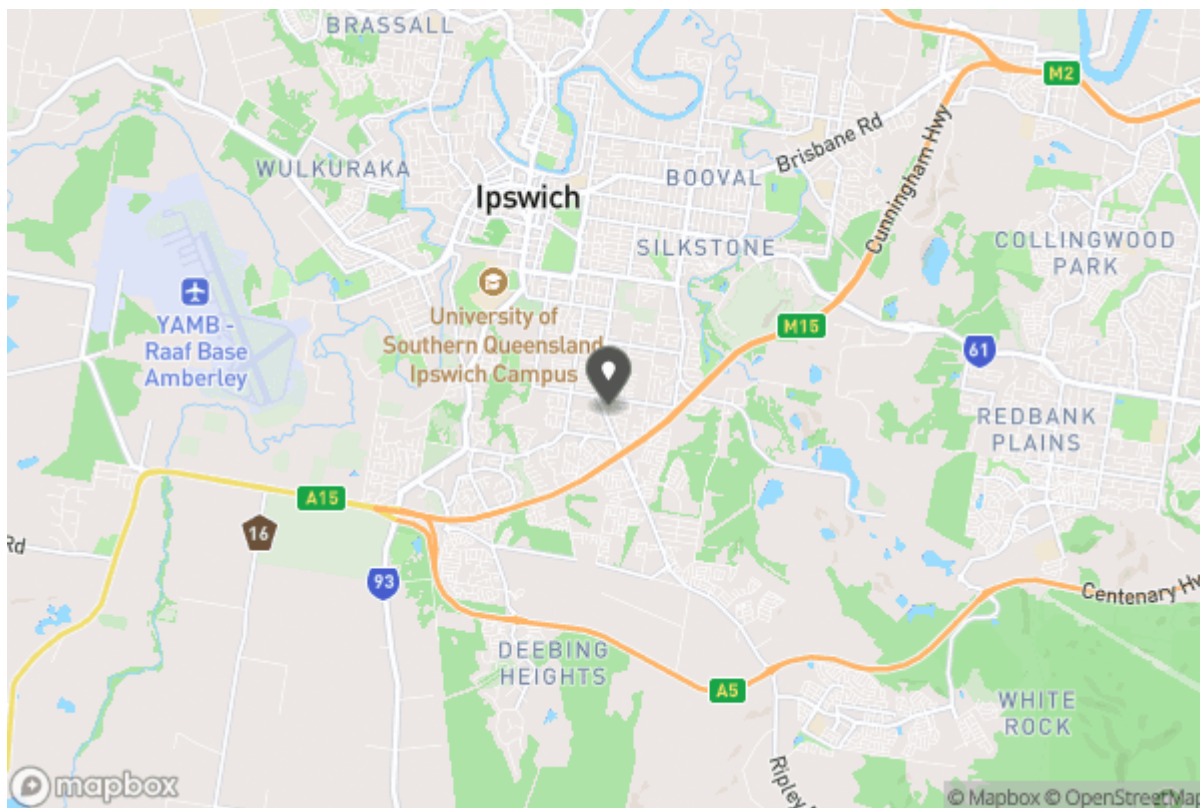 BRASSALL
M2
Brisbane Rd
WULKURAKA
BOOVAL
Cunningham Hwy
Ipswich
SILKSTONE
COLLINGWOOD
PARK
YAMB -
Raaf Base
Amberley
University of
Southern Queensland
Ipswich Campus
M15
61
REDBANK
PLAINS
A15
16
Rd
93
Centenary Hw
DEEBING
HEIGHTS
A5
WHITE
ROCK
Ripley
mapbox
© Mapbox © OpenStreetMap